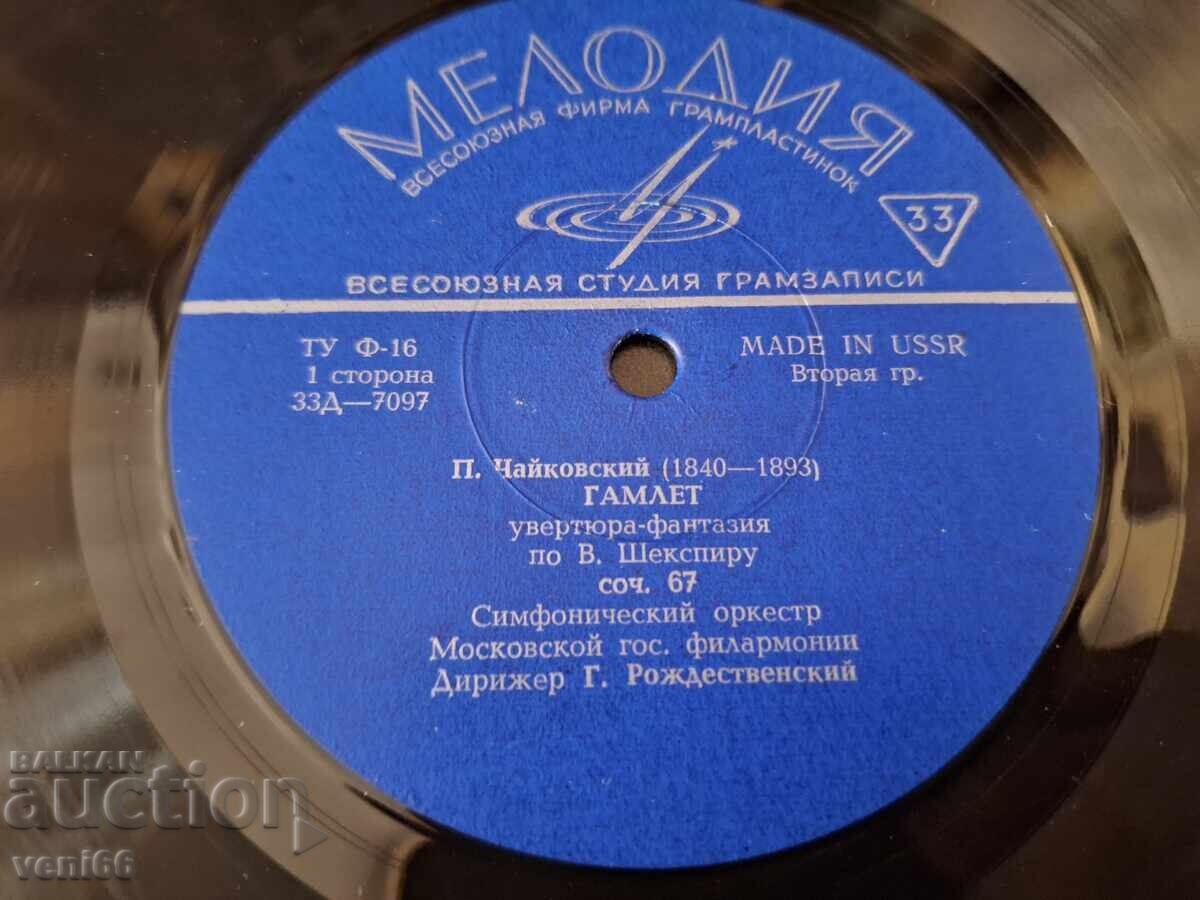 МЕЛОДИЯ
ВСЕСОЮЗНАЯ ФИРМА ГРАМПЛАСТИНОК
33
ВСЕСОЮЗНАЯ СТУДИЯ ГРАМЗАПИСИ
ТУ Ф-16
1 сторона
33Д—7097
MADE IN USSR
Вторая гр.
П. Чайковский (1840—1893)
ГАМЛЕТ
увертюра-фантазия
по В. Шекспиру
соч. 67
Симфонический оркестр
Московской гос. филармонии
Дирижер Г. Рождественский
BALKAN
auction
veni66